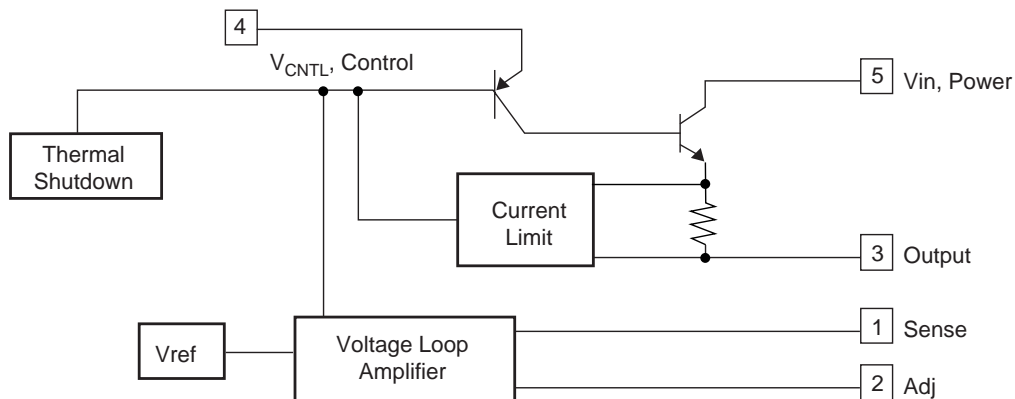 4
V_CNTL, Control
5 Vin, Power
Thermal
Shutdown
Current
Limit
3 Output
1 Sense
Vref
Voltage Loop
Amplifier
2 Adj